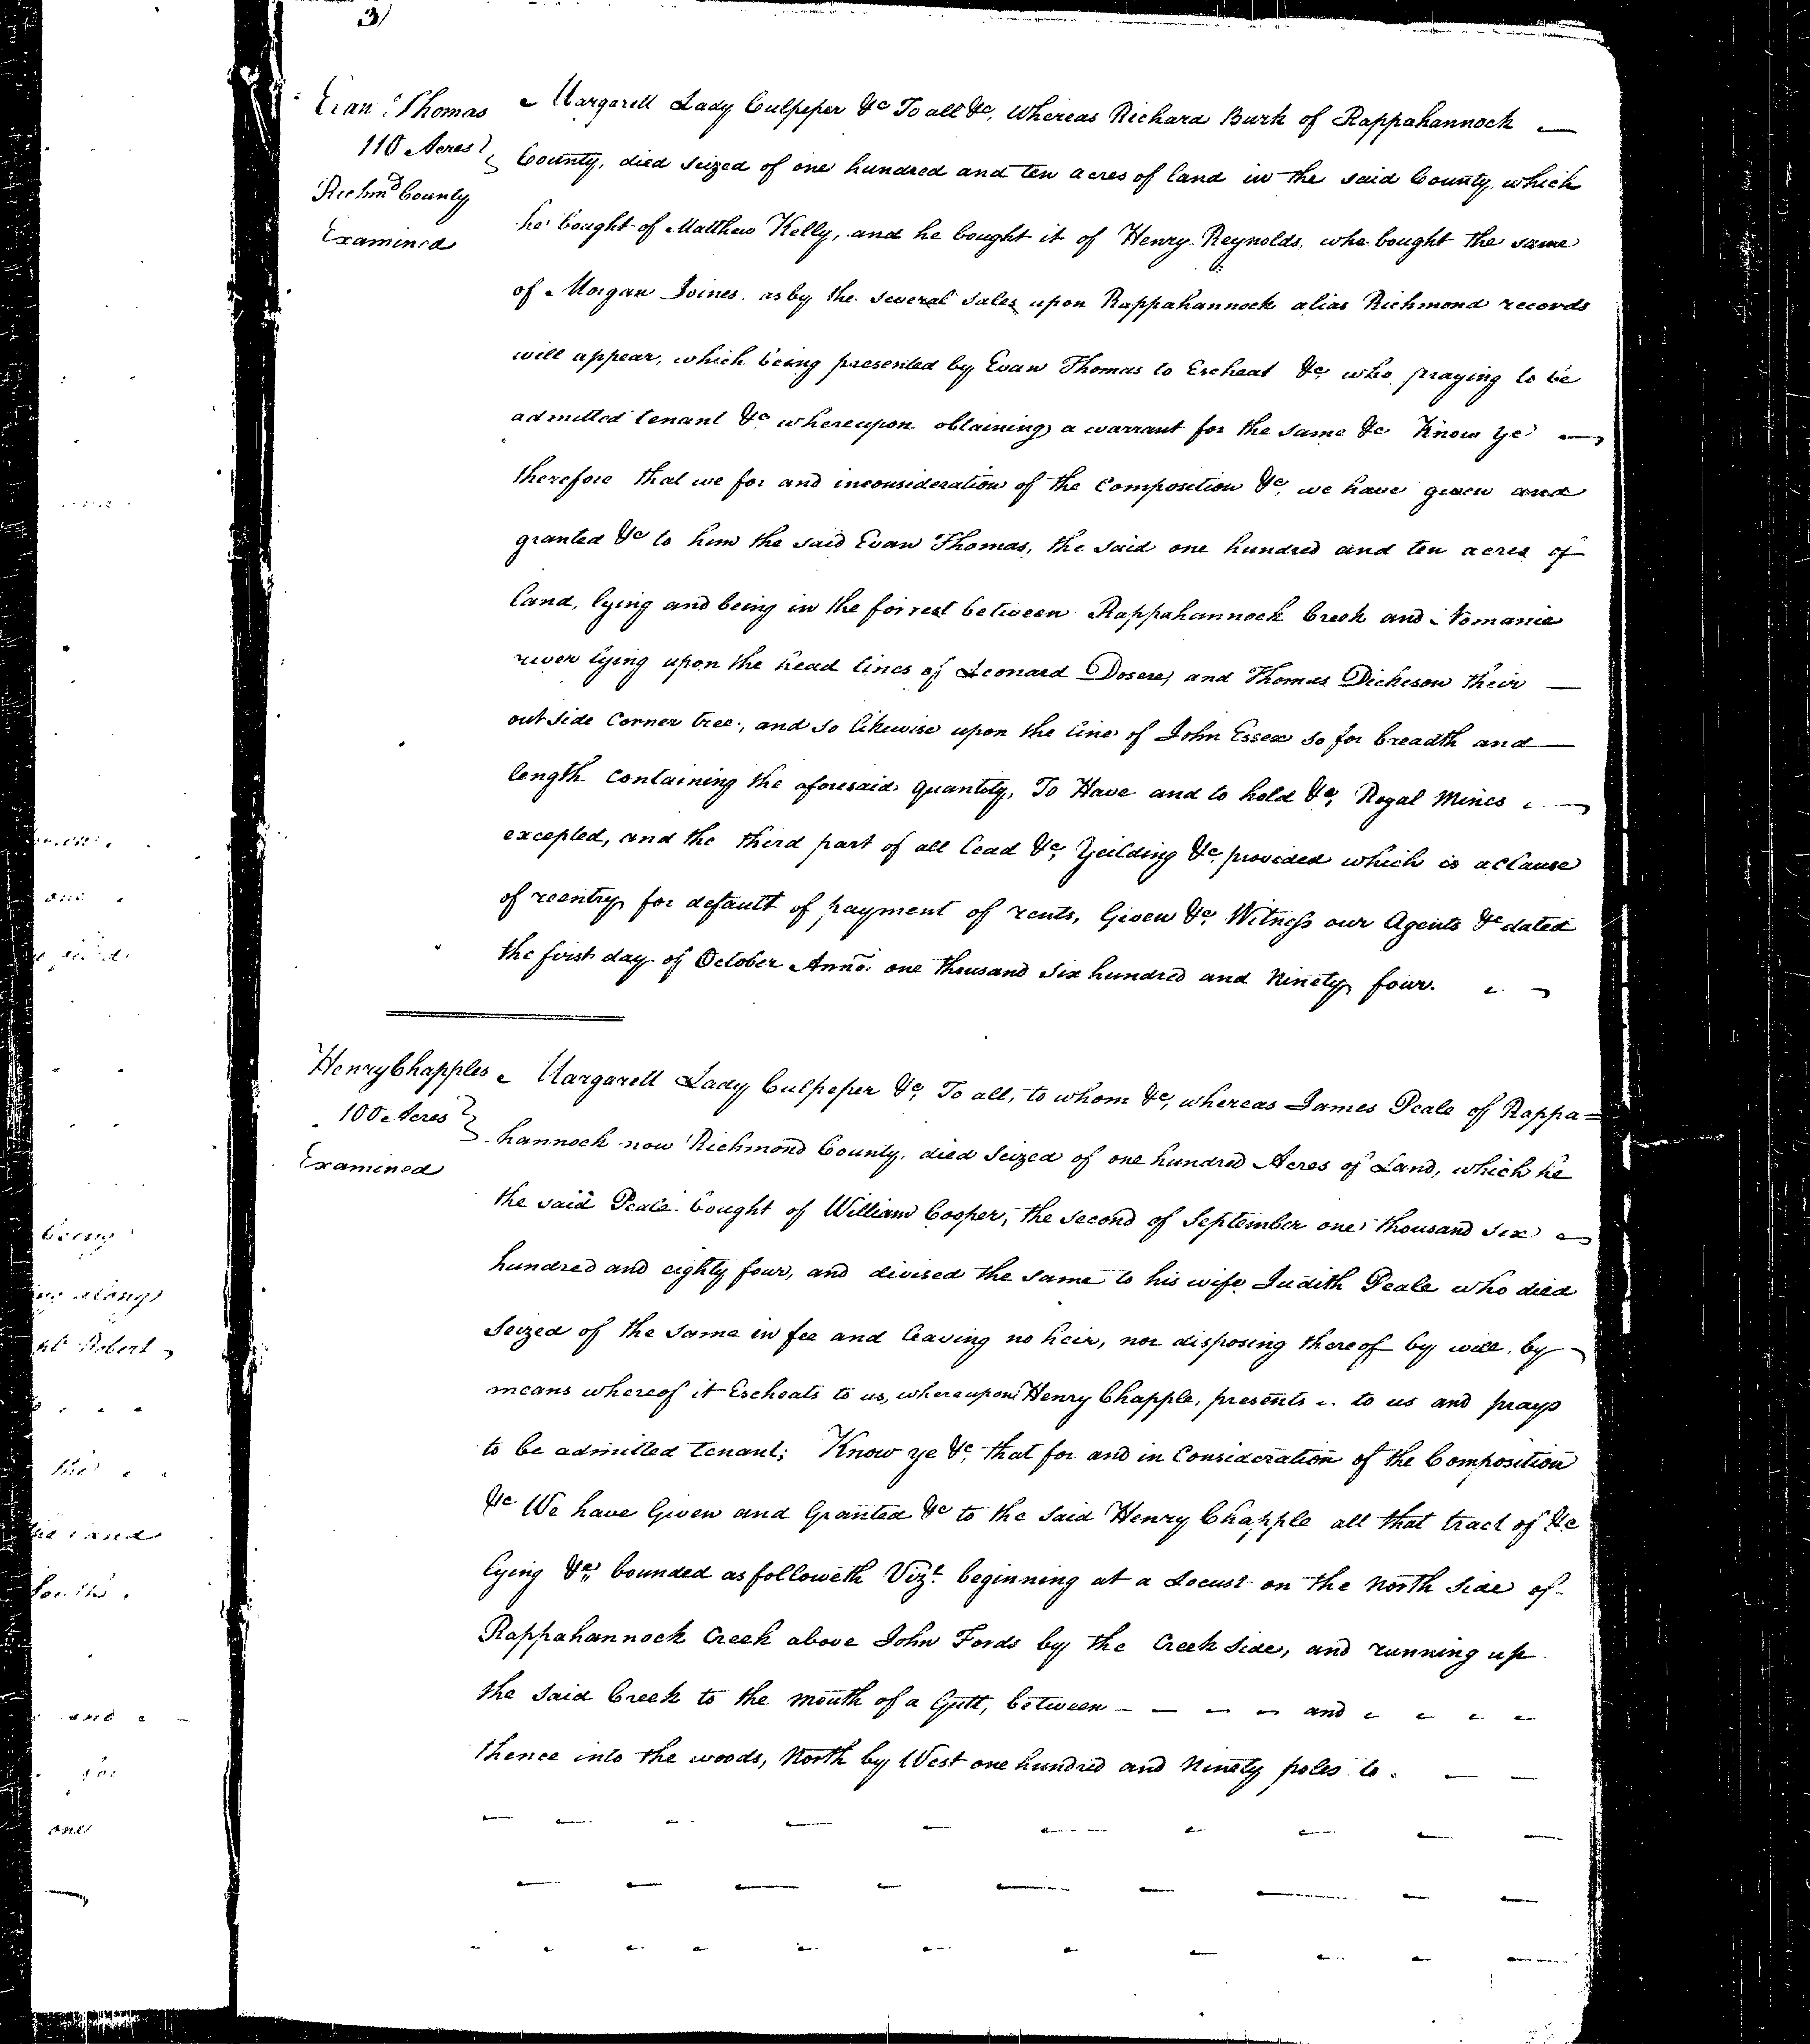 3
Evan Thomas
110 Acres
Richmd County
Examined
Margarett Lady Culpeper &c To all &c, Whereas Richard Burk of Rappahannock
County, died seized of one hundred and ten acres of land in the said County, which
he bought of Matthew Kelly, and he bought it of Henry Reynolds, who bought the same
of Morgan Joines as by the several sales upon Rappahannock alias Richmond records
will appear, which being presented by Evan Thomas to Escheat &c, who praying to be
admitted tenant &c whereupon obtaining a warrant for the same &c Know ye
therefore that we for and inconsideration of the Composition &c, we have given and
granted &c to him the said Evan Thomas, the said one hundred and ten acres of
land, lying and being in the forrest between Rappahannock Creek and Nomanie
river lying upon the head lines of Leonard Dosere, and Thomas Dickeson their
outside Corner tree, and so likewise upon the line of John Essex so for breadth and
length Containing the aforesaid quantity, To Have and to hold &c, Royal Mines
excepted, and the third part of all Lead &c, Yeilding &c, provided which is a Clause
of reentry for default of payment of rents, Given &c, Witness our Agents &c dated
the first day of October Anno: one thousand Six hundred and Ninety four.
Henry Chapples
100 Acres
Examined
Margarett Lady Culpeper &c, To all, to whom &c, whereas James Peale of Rappa=
hannock now Richmond County, died seized of one hundred Acres of Land, which he
the said Peale bought of William Cooper, the second of September one thousand six
hundred and eighty four, and divised the same to his wife Judith Peale who died
Seized of the same in fee and leaving no heir, nor disposing thereof by will, by
means whereof it Escheats to us, whereupon Henry Chapple, presents to us and prays
to be admitted tenant; Know ye &c, that for and in Consideration of the Composition
&c We have Given and Granted &c to the said Henry Chapple all that tract of &c
lying &c, bounded as followeth Vizt. beginning at a Locust on the North side of
Rappahannock Creek above John Fords by the Creek Side, and running up
the said Creek to the mouth of a Gutt, between - - - - and - - - -
thence into the woods, North by West one hundred and Ninety poles to - -